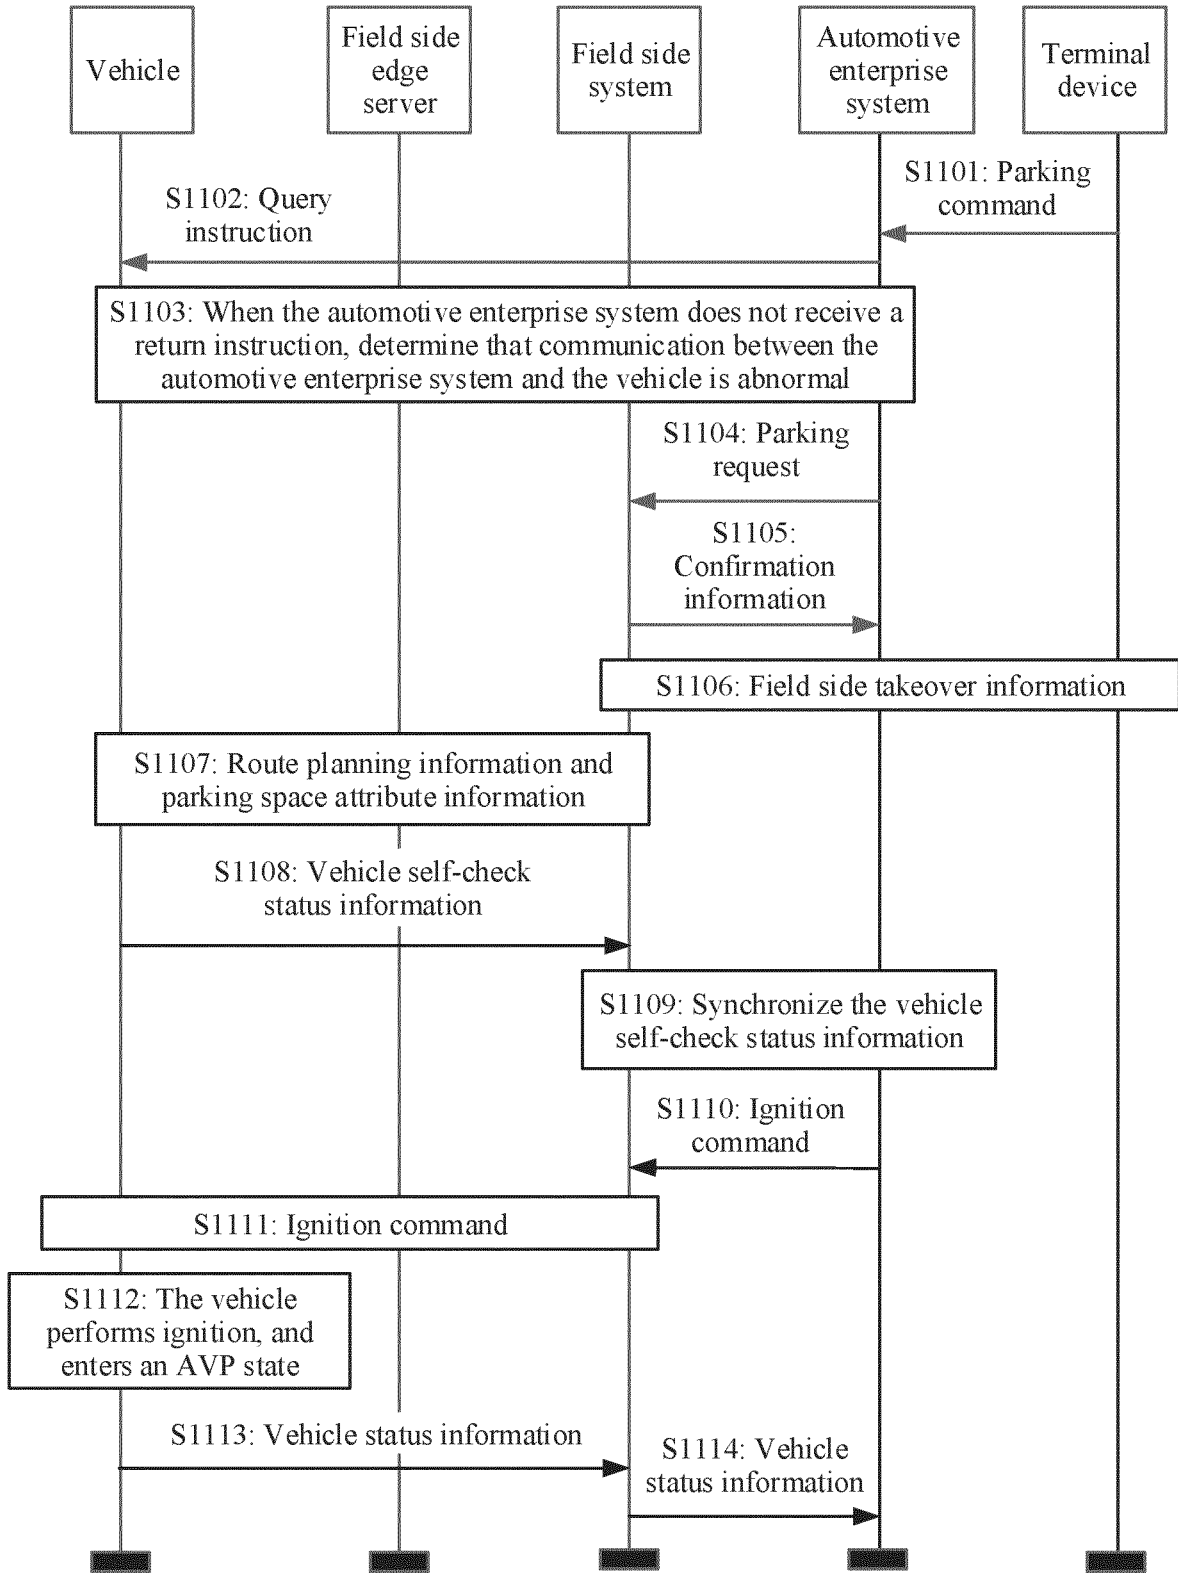 Vehicle
Field side
edge
server
Field side
system
Automotive
enterprise
system
Terminal
device
S1101: Parking
command
S1102: Query
instruction
S1103: When the automotive enterprise system does not receive a
return instruction, determine that communication between the
automotive enterprise system and the vehicle is abnormal
S1104: Parking
request
S1105:
Confirmation
information
S1106: Field side takeover information
S1107: Route planning information and
parking space attribute information
S1108: Vehicle self-check
status information
S1109: Synchronize the vehicle
self-check status information
S1110: Ignition
command
S1111: Ignition command
S1112: The vehicle
performs ignition, and
enters an AVP state
S1113: Vehicle status information
S1114: Vehicle
status information